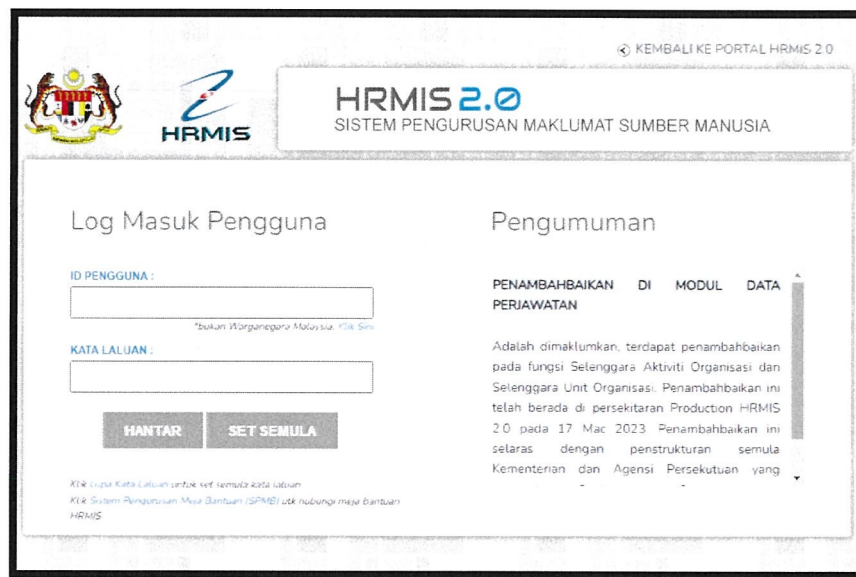 KEMBALI KE PORTAL HRMIS 2.0
HRMIS
HRMIS 2.0
SISTEM PENGURUSAN MAKLUMAT SUMBER MANUSIA
Log Masuk Pengguna
ID PENGGUNA :
*bukan Warganegara Malaysia, Klik Sini
KATA LALUAN :
HANTAR
SET SEMULA
Klik Lupa Kata Laluan untuk set semula kata laluan
Klik Sistem Pengurusan Meja Bantuan (SPMB) utk hubungi meja bantuan
HRMIS
Pengumuman
PENAMBAHBAIKAN DI MODUL DATA
PERJAWATAN
Adalah dimaklumkan, terdapat penambahbaikan
pada fungsi Selenggara Aktiviti Organisasi dan
Selenggara Unit Organisasi. Penambahbaikan ini
telah berada di persekitaran Production HRMIS
2.0 pada 17 Mac 2023. Penambahbaikan ini
selaras dengan penstrukturan semula
Kementerian dan Agensi Persekutuan yang